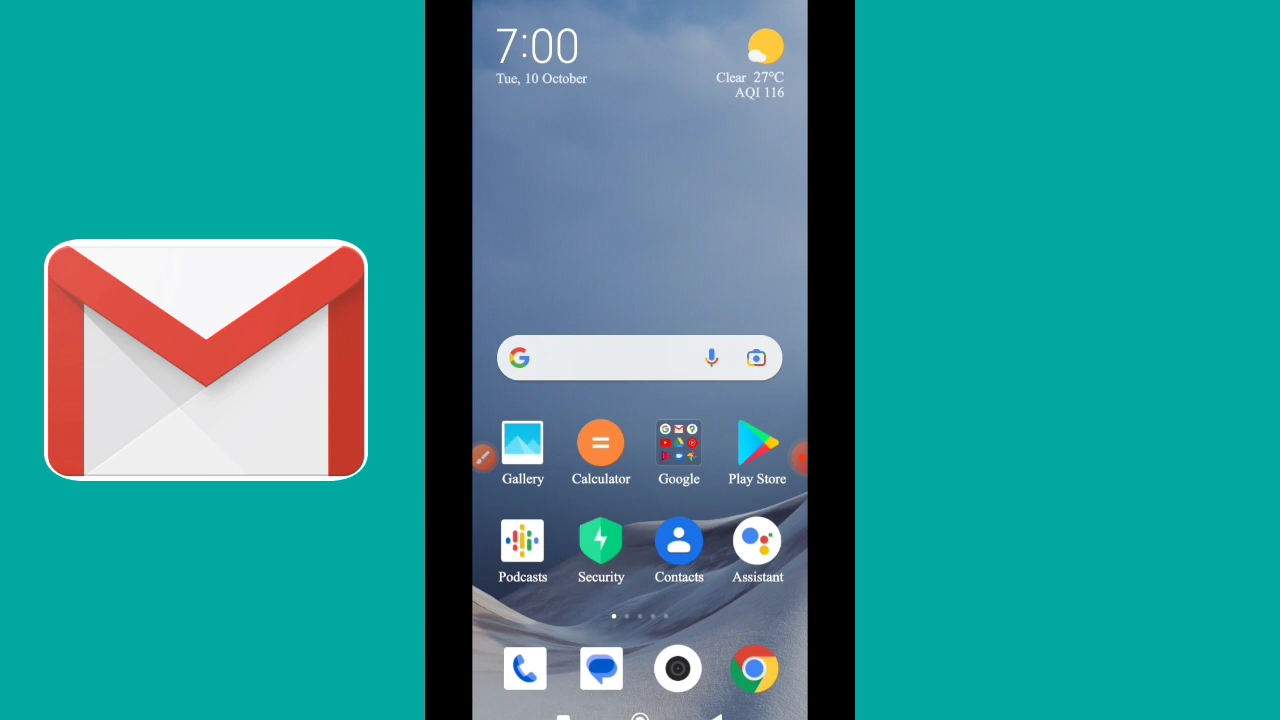 7:00
Tue, 10 October
Clear 27°C
AQI 116
Gallery
Calculator
Google
Play Store
Podcasts
Security
Contacts
Assistant